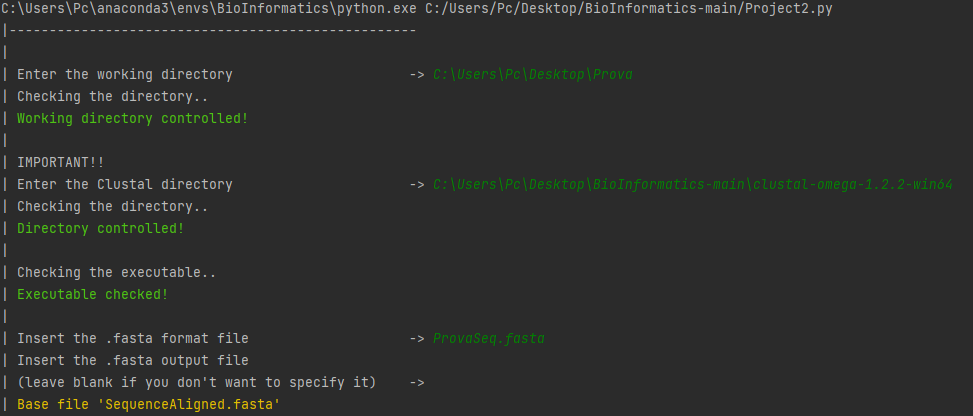 C:\Users\Pc\anaconda3\envs\BioInformatics\python.exe C:/Users/Pc/Desktop/BioInformatics-main/Project2.py
|---------------------------------------------------
|
| Enter the working directory                      -> C:\Users\Pc\Desktop\Prova
| Checking the directory..
| Working directory controlled!
|
| IMPORTANT!!
| Enter the Clustal directory                      -> C:\Users\Pc\Desktop\BioInformatics-main\clustal-omega-1.2.2-win64
| Checking the directory..
| Directory controlled!
|
| Checking the executable..
| Executable checked!
|
| Insert the .fasta format file                    -> ProvaSeq.fasta
| Insert the .fasta output file
| (leave blank if you don't want to specify it)    ->
| Base file 'SequenceAligned.fasta'